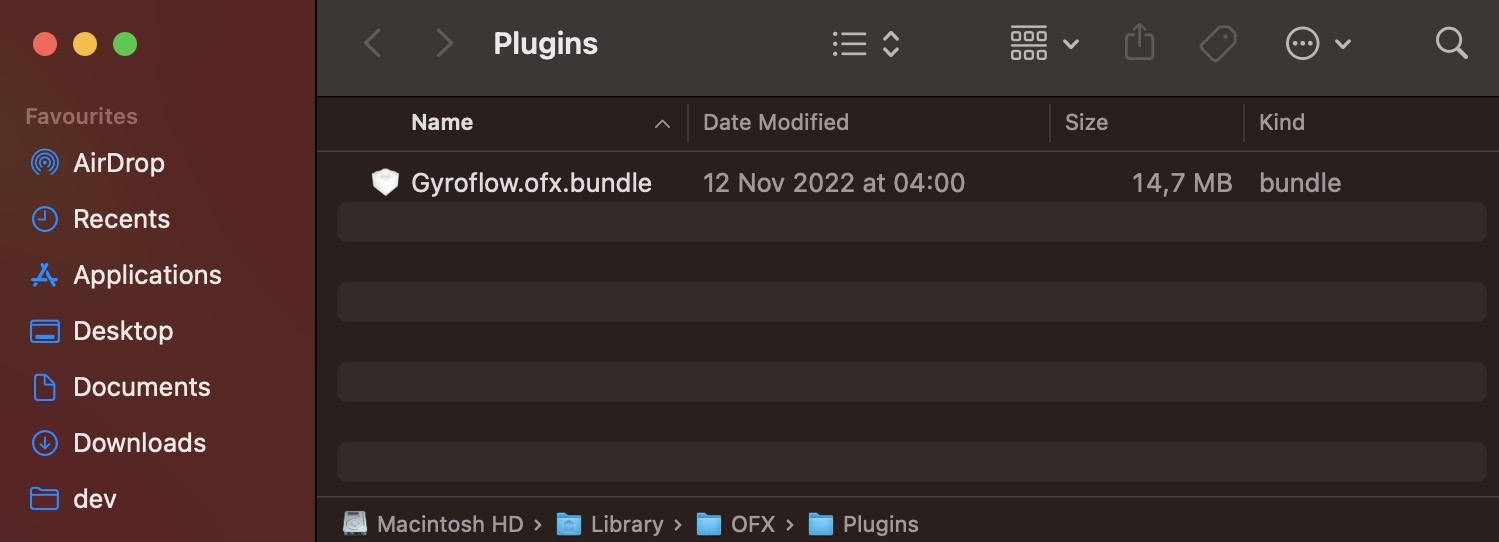 Plugins
Favourites
AirDrop
Recents
Applications
Desktop
Documents
Downloads
dev
Name Date Modified Size Kind
Gyroflow.ofx.bundle 12 Nov 2022 at 04:00 14,7 MB bundle
Macintosh HD › Library › OFX › Plugins